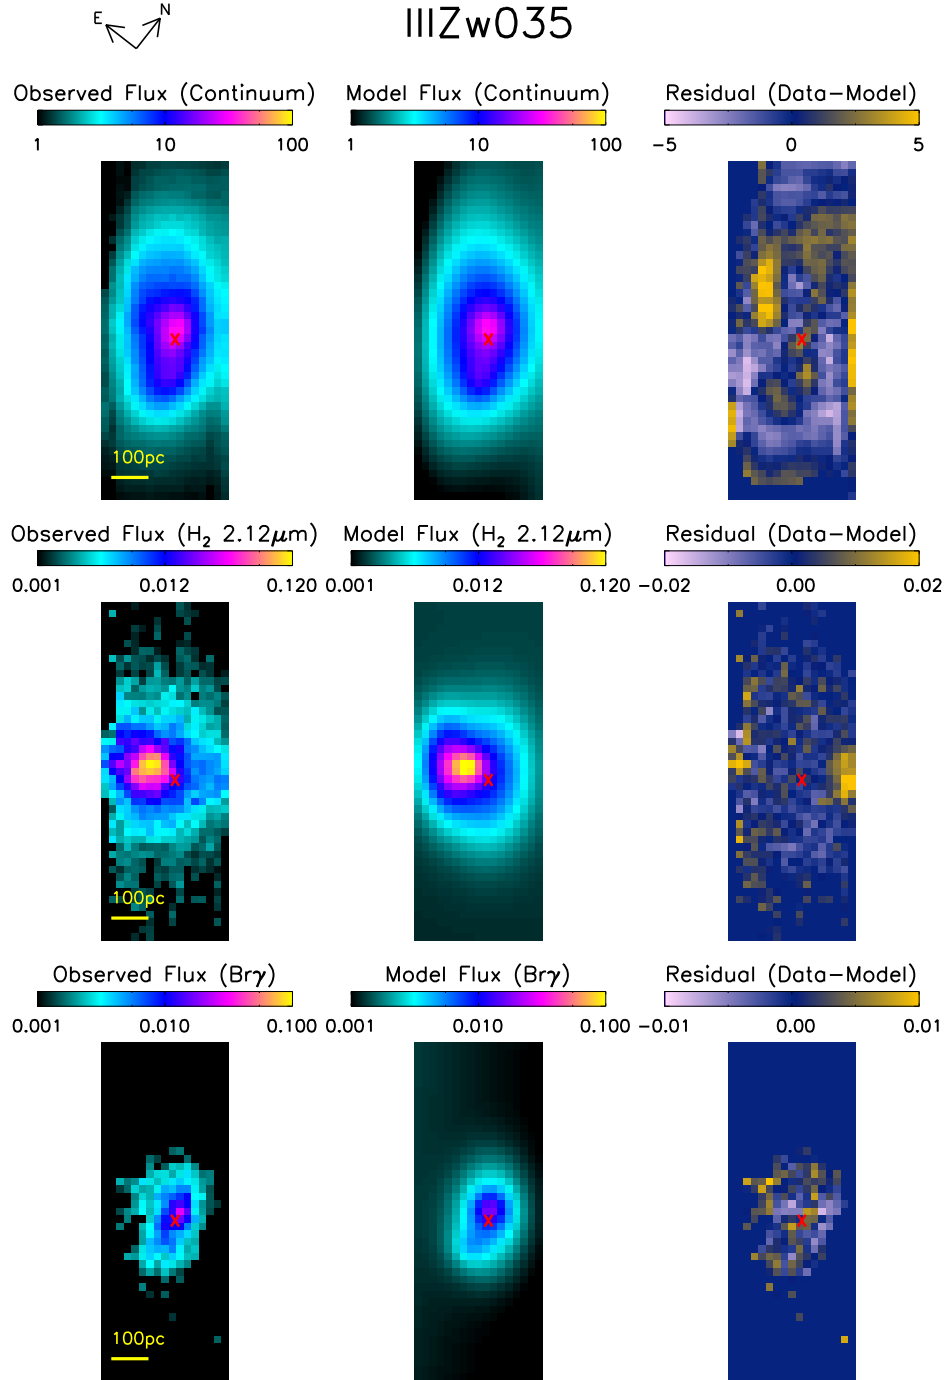 E N
IIIZw035
Observed Flux (Continuum) Model Flux (Continuum) Residual (Data-Model)
1 10 100 1 10 100 -5 0 5
X X X
100pc
Observed Flux (H₂ 2.12μm) Model Flux (H₂ 2.12μm) Residual (Data-Model)
0.001 0.012 0.120 0.001 0.012 0.120 -0.02 0.00 0.02
X X X
100pc
Observed Flux (Brγ) Model Flux (Brγ) Residual (Data-Model)
0.001 0.010 0.100 0.001 0.010 0.100 -0.01 0.00 0.01
X X X
100pc